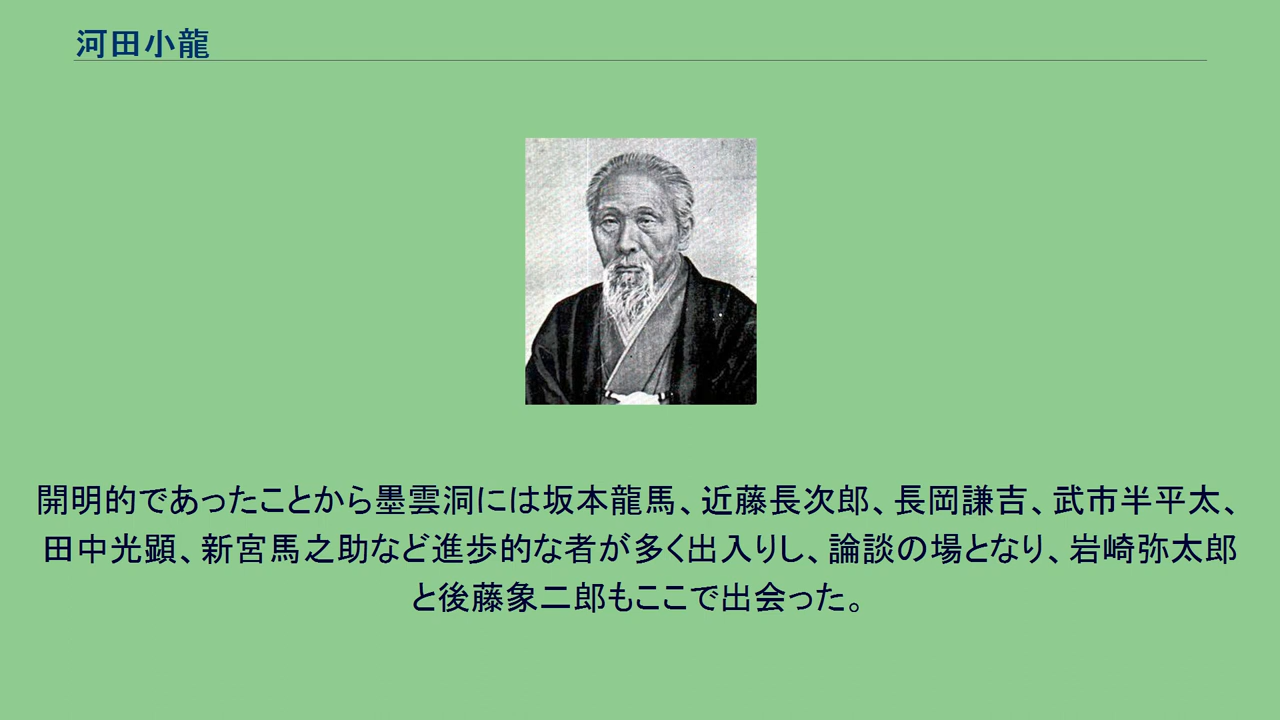 河田小龍
開明的であったことから墨雲洞には坂本龍馬、近藤長次郎、長岡謙吉、武市半平太、
田中光顕、新宮馬之助など進歩的な者が多く出入りし、論談の場となり、岩崎弥太郎
と後藤象二郎もここで出会った。